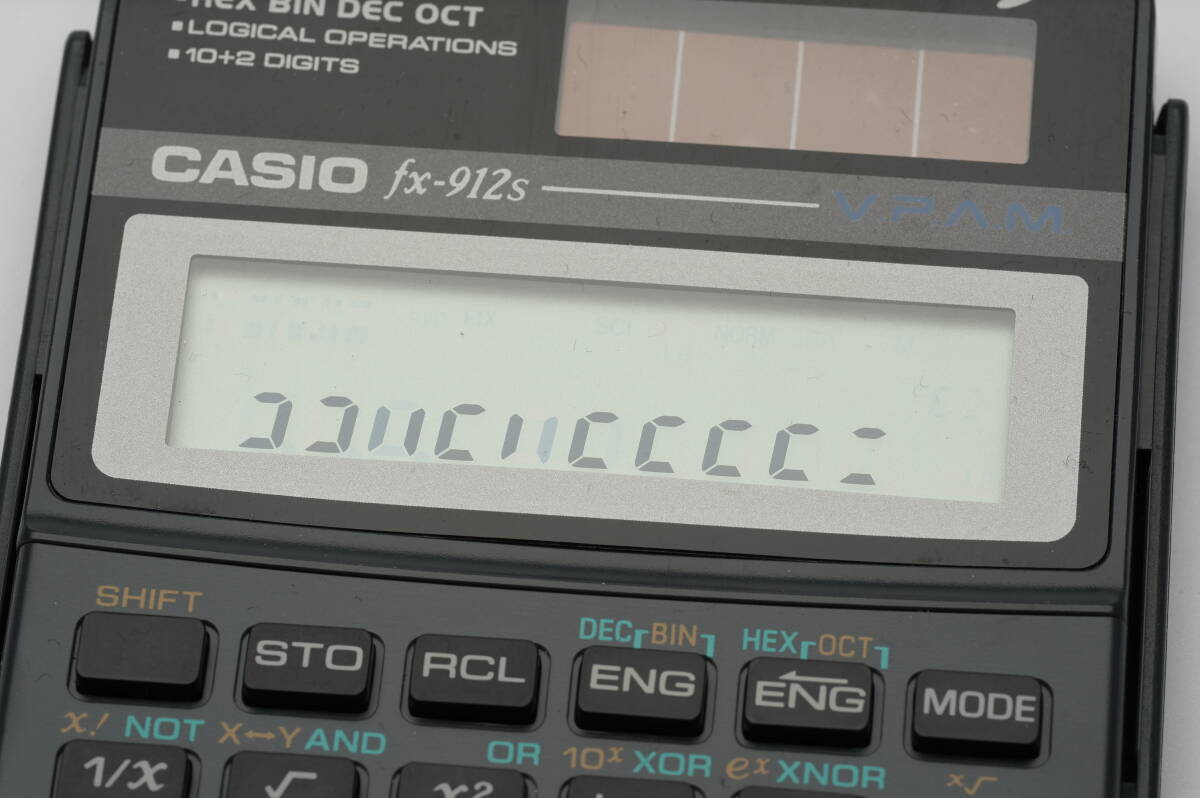 HEX BIN DEC OCT
LOGICAL OPERATIONS
10+2 DIGITS
CASIO fx-912s V.P.A.M.
SHIFT
DEC BIN HEX OCT
STO RCL ENG ENG MODE
x! NOT X↔Y AND OR 10ˣ XOR eˣ XNOR ˣ√
1/x √ x²